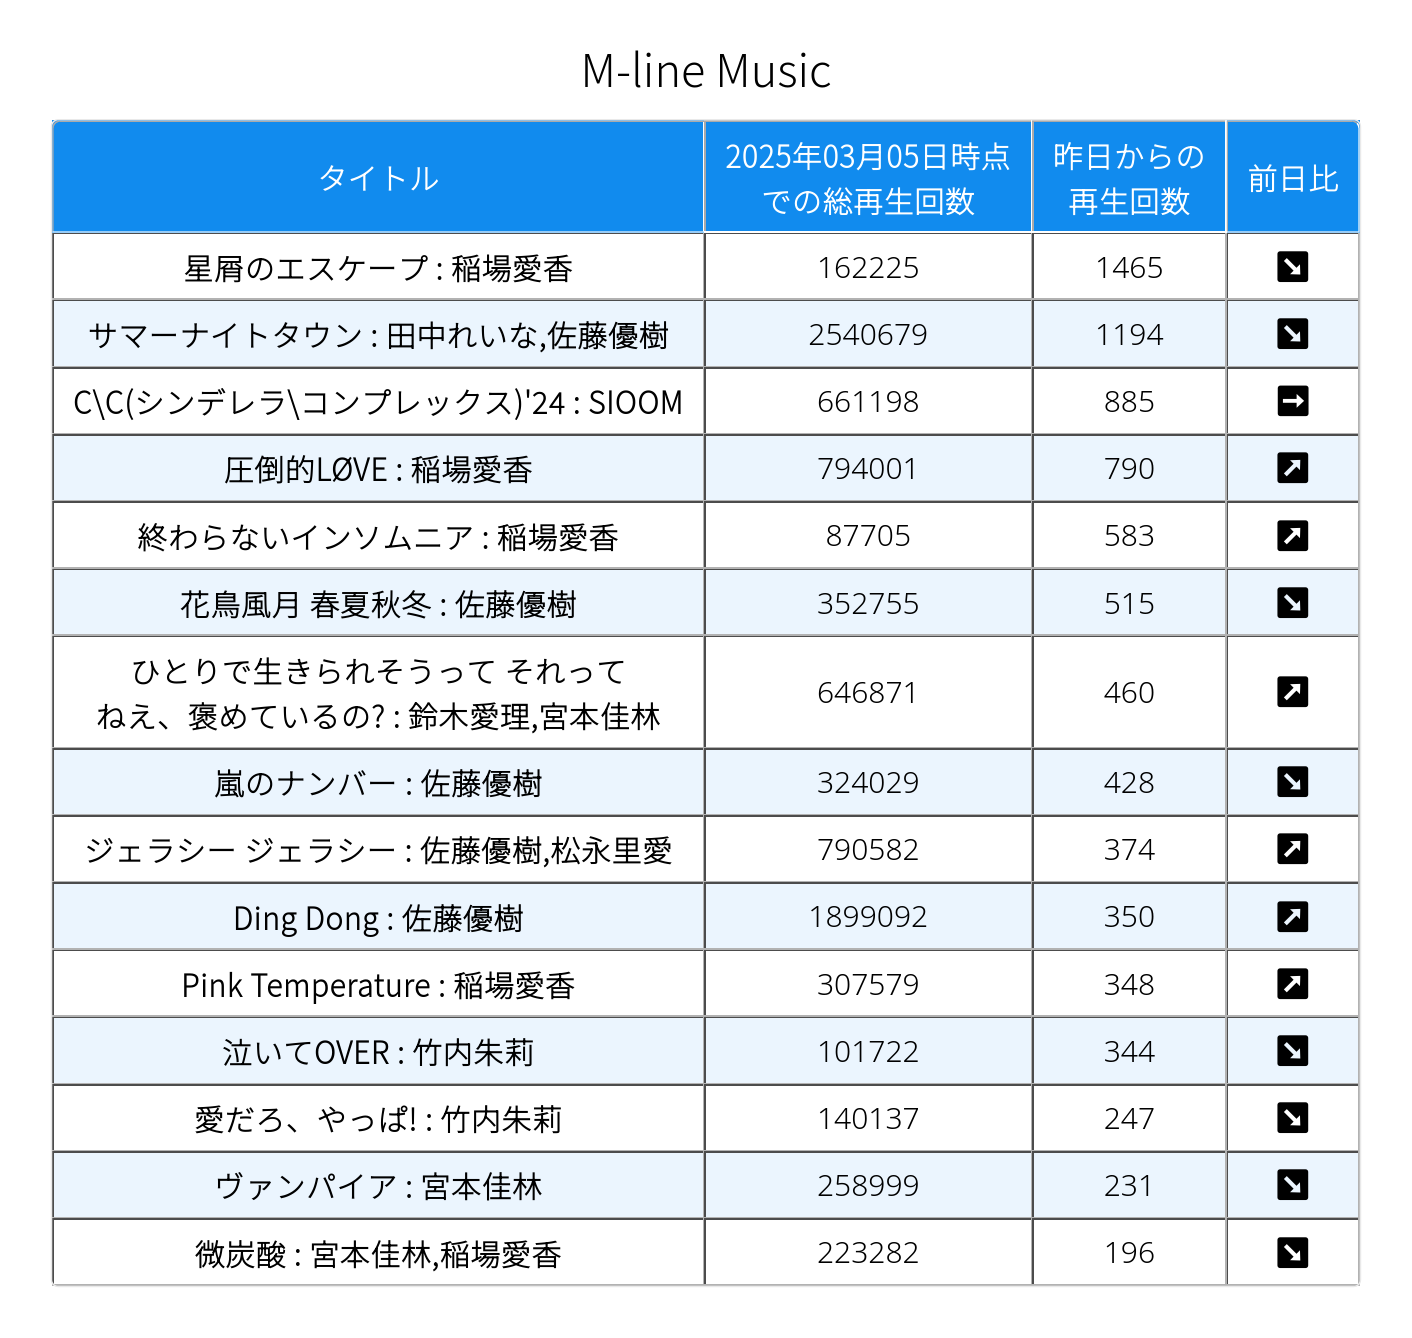 M-line Music
タイトル 2025年03月05日時点 での総再生回数 昨日からの 再生回数 前日比
星屑のエスケープ : 稲場愛香 162225 1465 ↘
サマーナイトタウン : 田中れいな,佐藤優樹 2540679 1194 ↘
C\C(シンデレラ\コンプレックス)'24 : SIOOM 661198 885 →
圧倒的LØVE : 稲場愛香 794001 790 ↗
終わらないインソムニア : 稲場愛香 87705 583 ↗
花鳥風月 春夏秋冬 : 佐藤優樹 352755 515 ↘
ひとりで生きられそうって それって
ねえ、褒めているの? : 鈴木愛理,宮本佳林 646871 460 ↗
嵐のナンバー : 佐藤優樹 324029 428 ↘
ジェラシー ジェラシー : 佐藤優樹,松永里愛 790582 374 ↗
Ding Dong : 佐藤優樹 1899092 350 ↗
Pink Temperature : 稲場愛香 307579 348 ↗
泣いてOVER : 竹内朱莉 101722 344 ↘
愛だろ、やっぱ! : 竹内朱莉 140137 247 ↘
ヴァンパイア : 宮本佳林 258999 231 ↘
微炭酸 : 宮本佳林,稲場愛香 223282 196 ↘